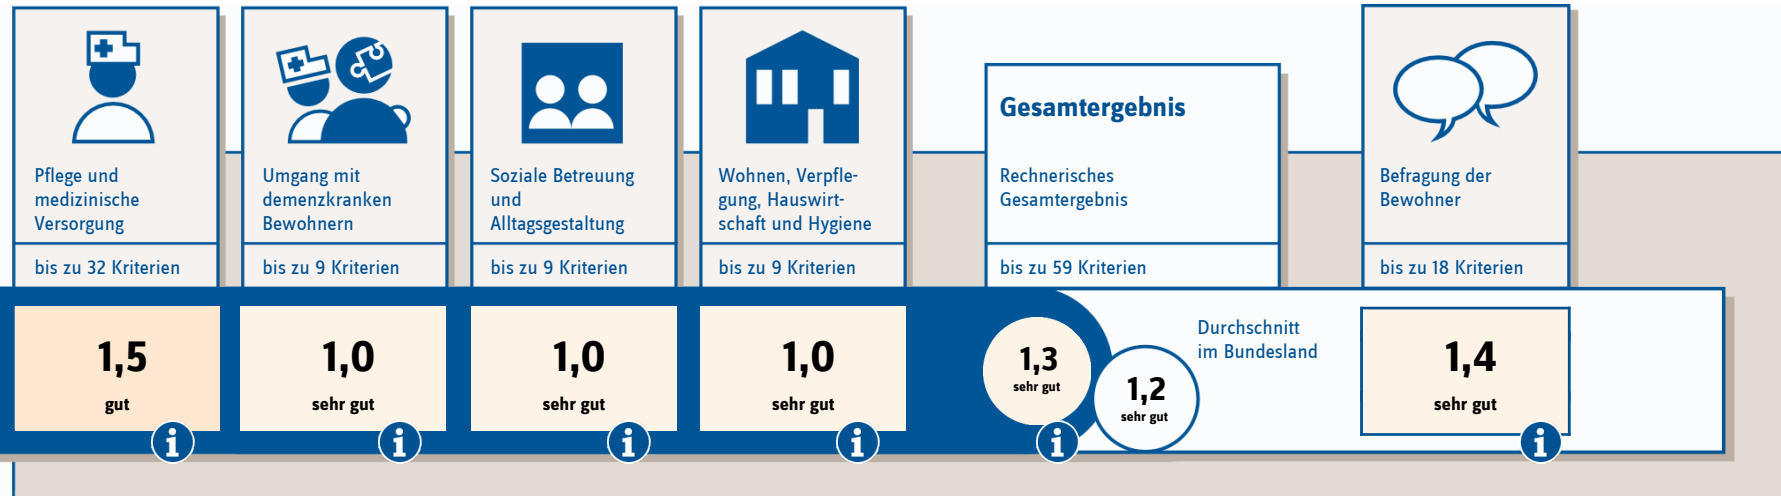 Pflege und
medizinische
Versorgung
bis zu 32 Kriterien
1,5
gut
i
Umgang mit
demenzkranken
Bewohnern
bis zu 9 Kriterien
1,0
sehr gut
i
Soziale Betreuung
und
Alltagsgestaltung
bis zu 9 Kriterien
1,0
sehr gut
i
Wohnen, Verpfle-
gung, Hauswirt-
schaft und Hygiene
bis zu 9 Kriterien
1,0
sehr gut
i
Gesamtergebnis
Rechnerisches
Gesamtergebnis
bis zu 59 Kriterien
1,3
sehr gut
i
1,2
sehr gut
Durchschnitt
im Bundesland
Befragung der
Bewohner
bis zu 18 Kriterien
1,4
sehr gut
i